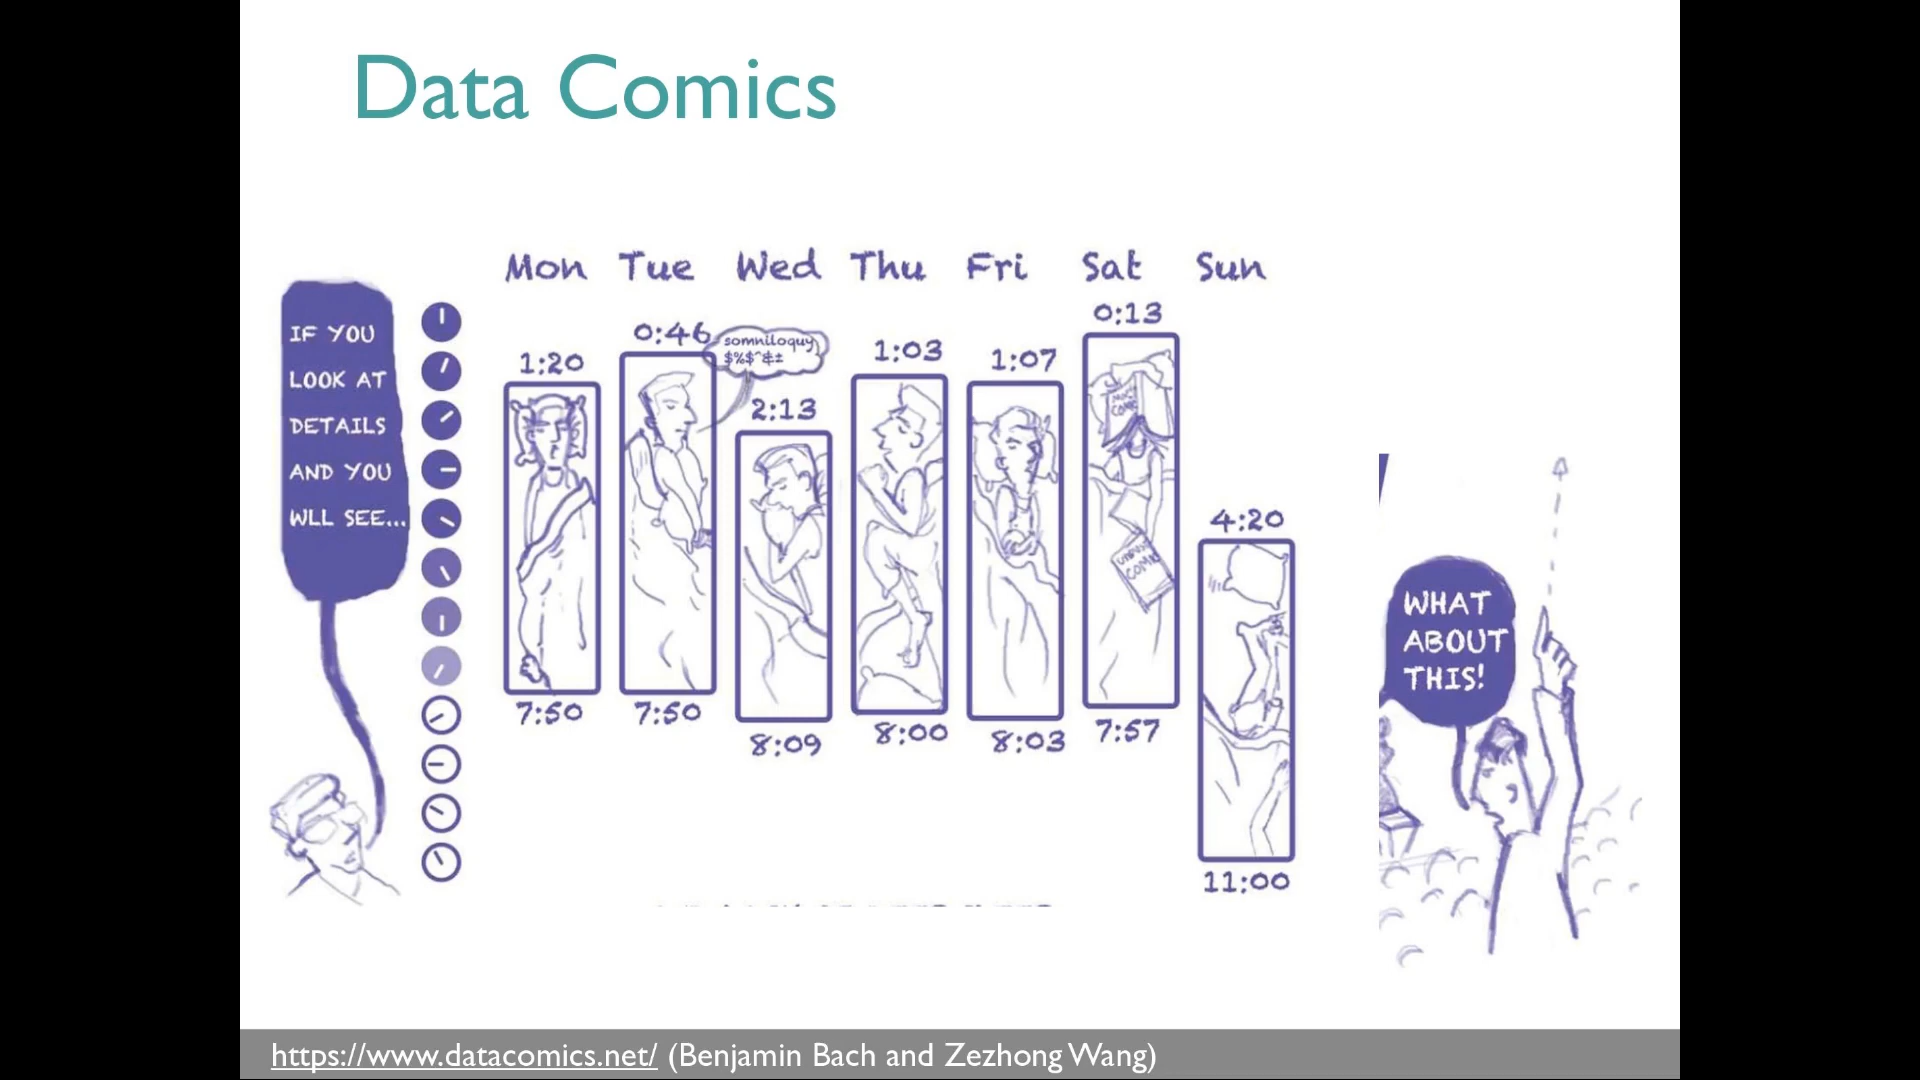 Data Comics
IF YOU
LOOK AT
DETAILS
AND YOU
WLL SEE...
Mon Tue Wed Thu Fri Sat Sun
1:20
0:46
somniloquy
$%$^&±
2:13
1:03
1:07
0:13
4:20
COMIC
COMIC
7:50
7:50
8:09
8:00
8:03
7:57
11:00
WHAT
ABOUT
THIS!
https://www.datacomics.net/ (Benjamin Bach and Zezhong Wang)